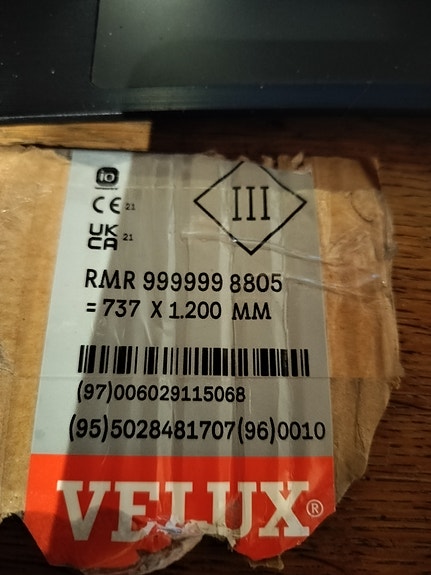 io
III
CE 21
UK
CA 21
RMR 999999 8805
= 737 X 1.200 MM
(97)006029115068
(95)5028481707(96)0010
VELUX®